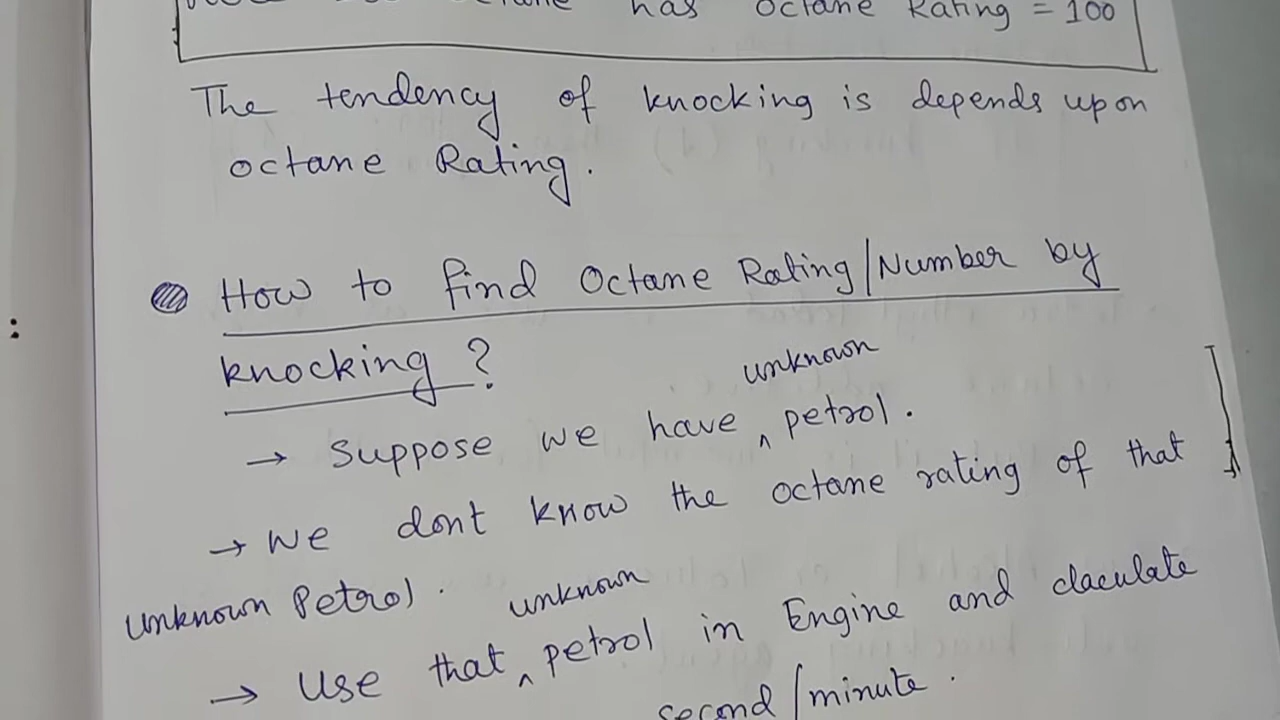 octane has octane Rating = 100
The tendency of knocking is depends upon
octane Rating.
How to find Octane Rating/Number by
knocking ?
→ Suppose we have ^ unknown petrol.
→ We dont know the octane rating of that
unknown Petrol.
→ Use that ^ unknown petrol in Engine and claculate
second/minute.